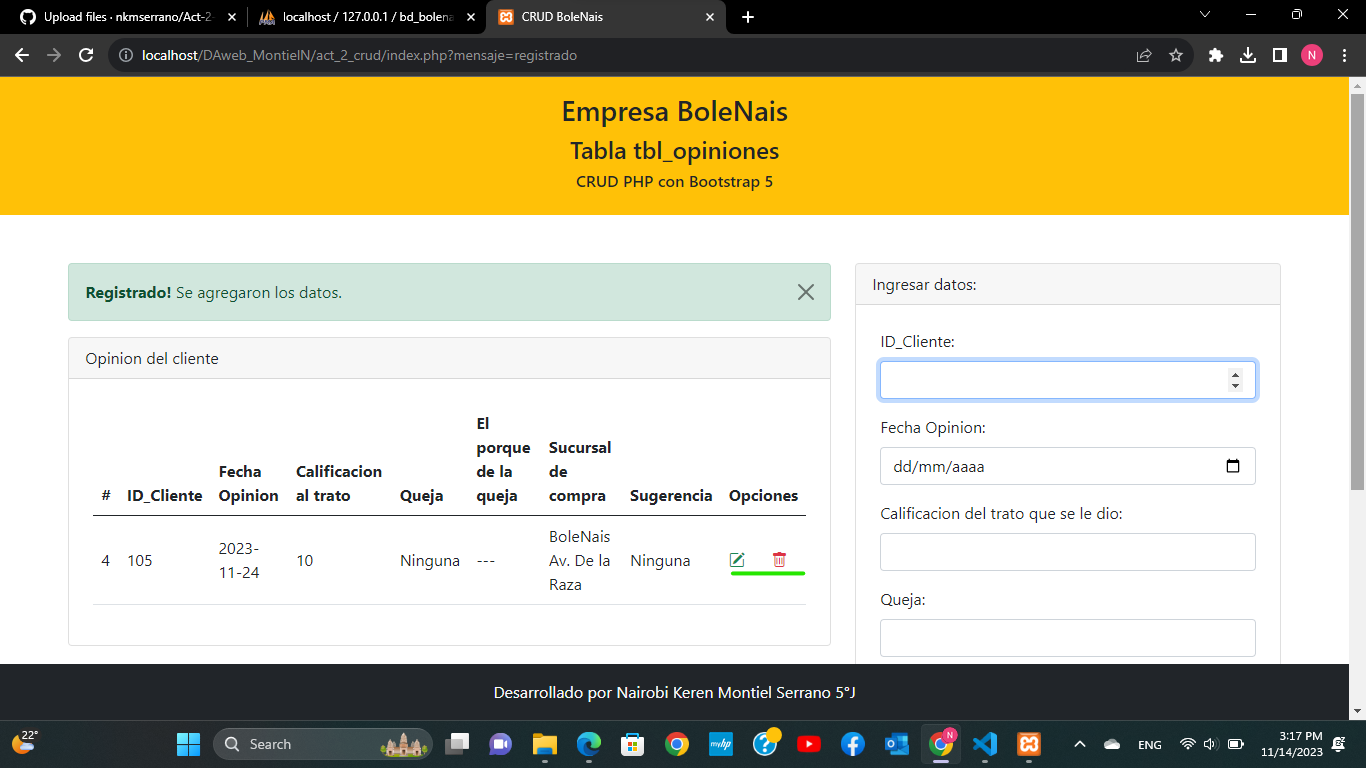 Upload files · nkmserrano/Act-2-
localhost / 127.0.0.1 / bd_bolena
CRUD BoleNais
localhost/DAweb_MontielN/act_2_crud/index.php?mensaje=registrado
N
Empresa BoleNais
Tabla tbl_opiniones
CRUD PHP con Bootstrap 5
Registrado! Se agregaron los datos.
Opinion del cliente
# ID_Cliente Fecha Opinion Calificacion al trato Queja El porque de la queja Sucursal de compra Sugerencia Opciones
4 105 2023-11-24 10 Ninguna --- BoleNais Av. De la Raza Ninguna
Ingresar datos:
ID_Cliente:
Fecha Opinion:
dd/mm/aaaa
Calificacion del trato que se le dio:
Queja:
Desarrollado por Nairobi Keren Montiel Serrano 5°J
22°
Search
myhp
N
ENG
3:17 PM
11/14/2023